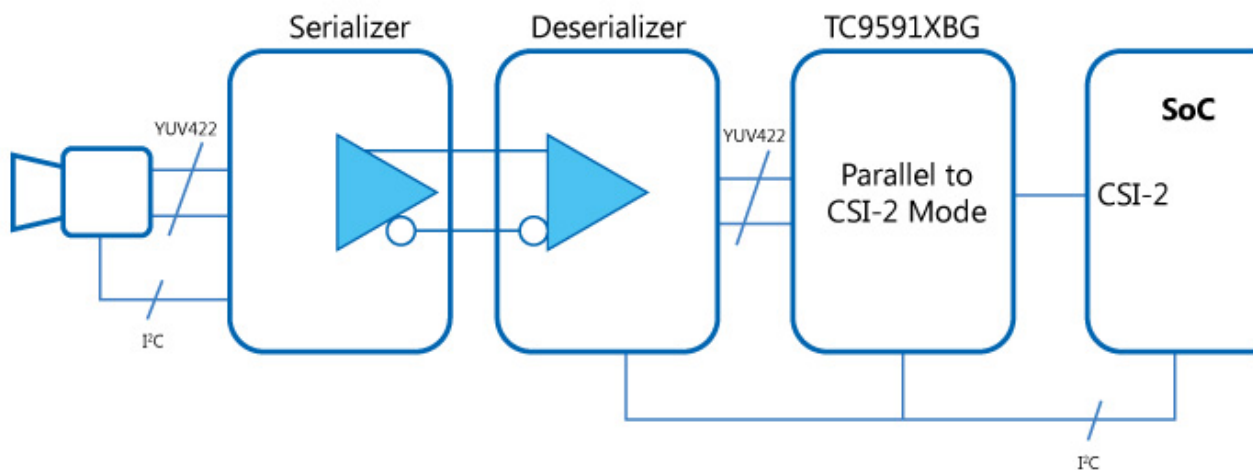 Serializer
Deserializer
TC9591XBG
YUV422
YUV422
SoC
Parallel to
CSI-2 Mode
CSI-2
I²C
I²C